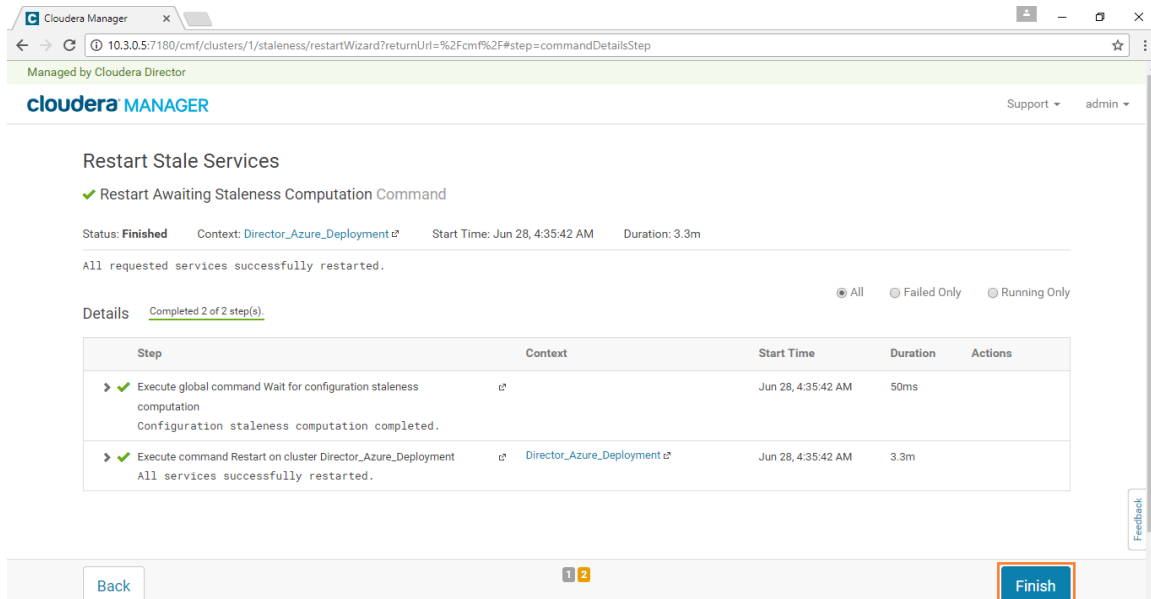 Cloudera Manager
10.3.0.5:7180/cmf/clusters/1/staleness/restartWizard?returnUrl=%2Fcmf%2F#step=commandDetailsStep
Managed by Cloudera Director
cloudera MANAGER
Support
admin
Restart Stale Services
Restart Awaiting Staleness Computation Command
Status: Finished Context: Director_Azure_Deployment Start Time: Jun 28, 4:35:42 AM Duration: 3.3m
All requested services successfully restarted.
All Failed Only Running Only
Details Completed 2 of 2 step(s).
Step Context Start Time Duration Actions
Execute global command Wait for configuration staleness Jun 28, 4:35:42 AM 50ms
computation
Configuration staleness computation completed.
Execute command Restart on cluster Director_Azure_Deployment Director_Azure_Deployment Jun 28, 4:35:42 AM 3.3m
All services successfully restarted.
Feedback
Back 1 2 Finish